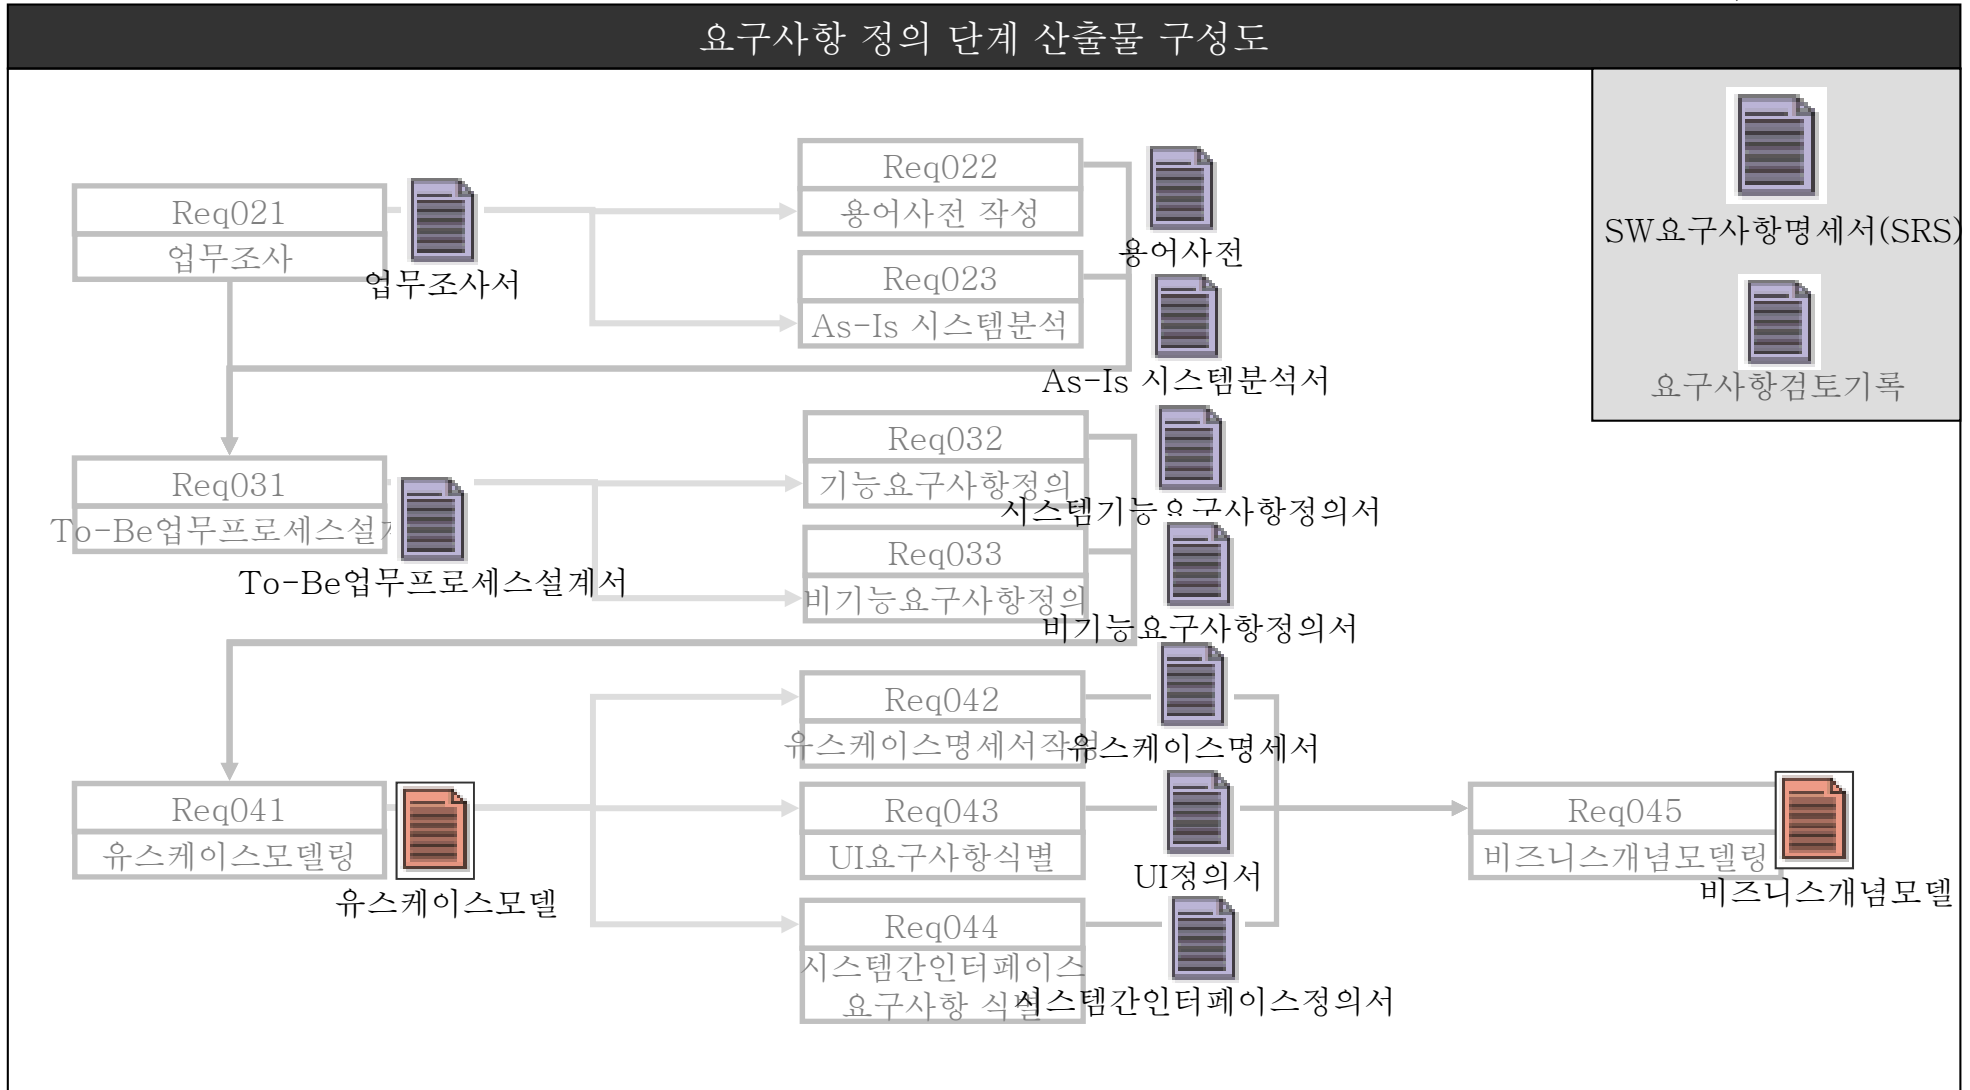 요구사항 정의 단계 산출물 구성도
SW요구사항명세서(SRS)
요구사항검토기록
Req021
업무조사
업무조사서
Req022
용어사전 작성
용어사전
Req023
As-Is 시스템분석
As-Is 시스템분석서
Req031
To-Be업무프로세스설계
To-Be업무프로세스설계서
Req032
기능요구사항정의
시스템기능요구사항정의서
Req033
비기능요구사항정의
비기능요구사항정의서
Req041
유스케이스모델링
유스케이스모델
Req042
유스케이스명세서작성
유스케이스명세서
Req043
UI요구사항식별
UI정의서
Req044
시스템간인터페이스
요구사항 식별
시스템간인터페이스정의서
Req045
비즈니스개념모델링
비즈니스개념모델